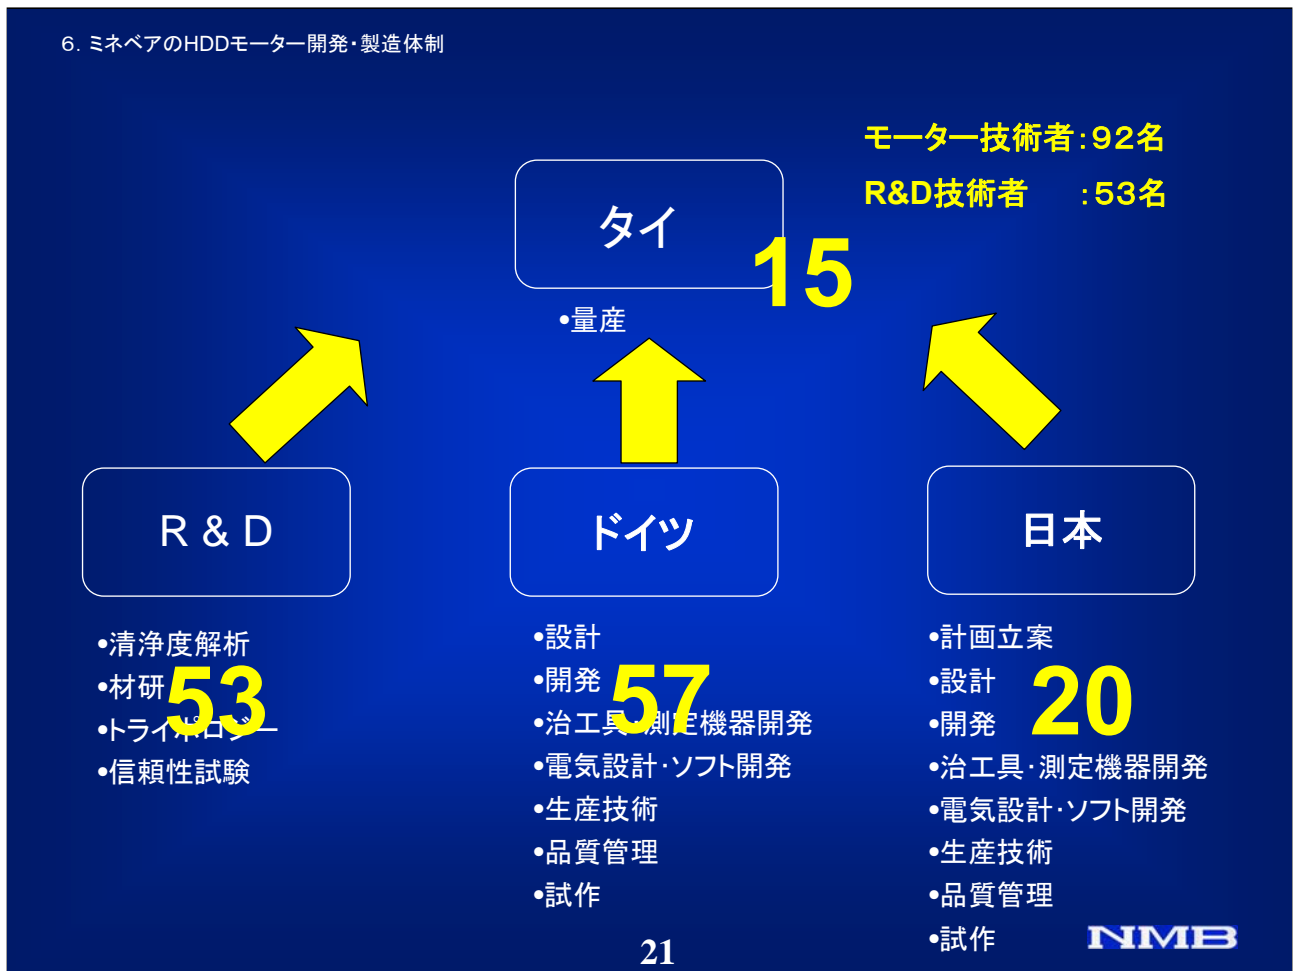 6. ミネベアのHDDモーター開発・製造体制
モーター技術者:92名
R&D技術者 :53名
タイ
15
•量産
R & D
ドイツ
日本
•清浄度解析
•材研
•トライボロジー
•信頼性試験
53
•設計
•開発
•治工具・測定機器開発
•電気設計・ソフト開発
•生産技術
•品質管理
•試作
57
•計画立案
•設計
•開発
•治工具・測定機器開発
•電気設計・ソフト開発
•生産技術
•品質管理
•試作
20
21
NMB